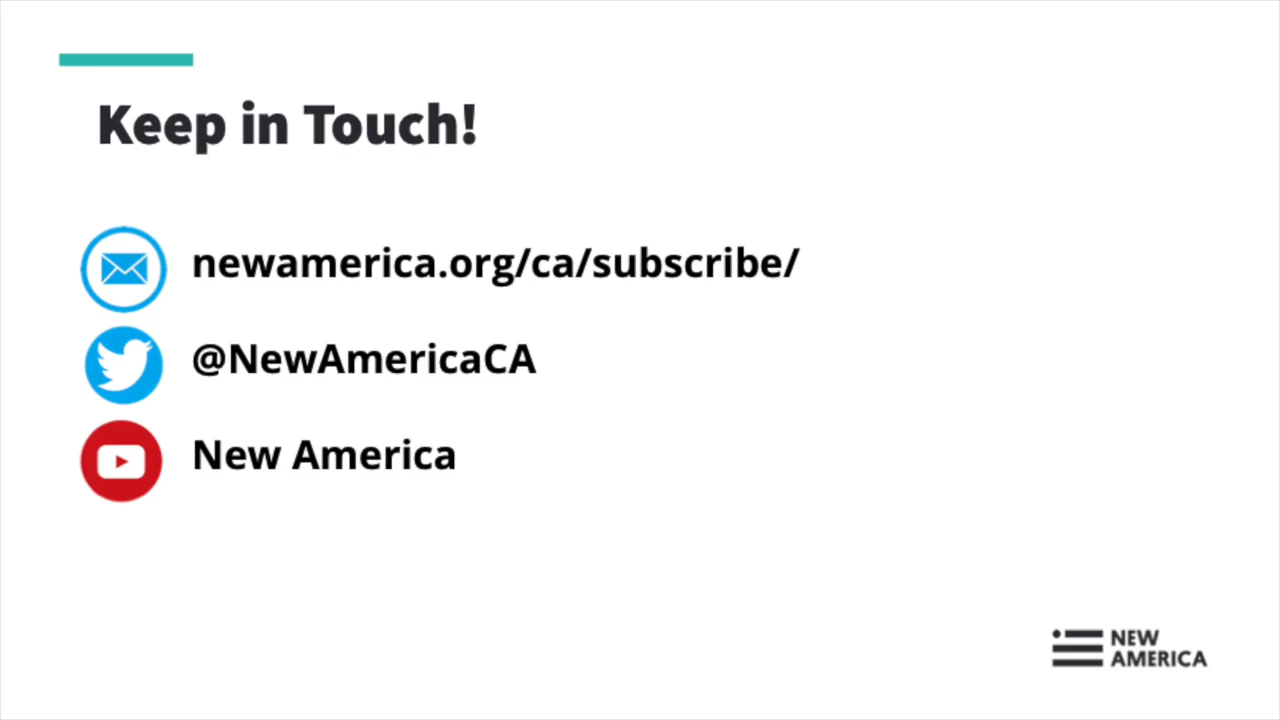 Keep in Touch!
newamerica.org/ca/subscribe/
@NewAmericaCA
New America
NEW
AMERICA